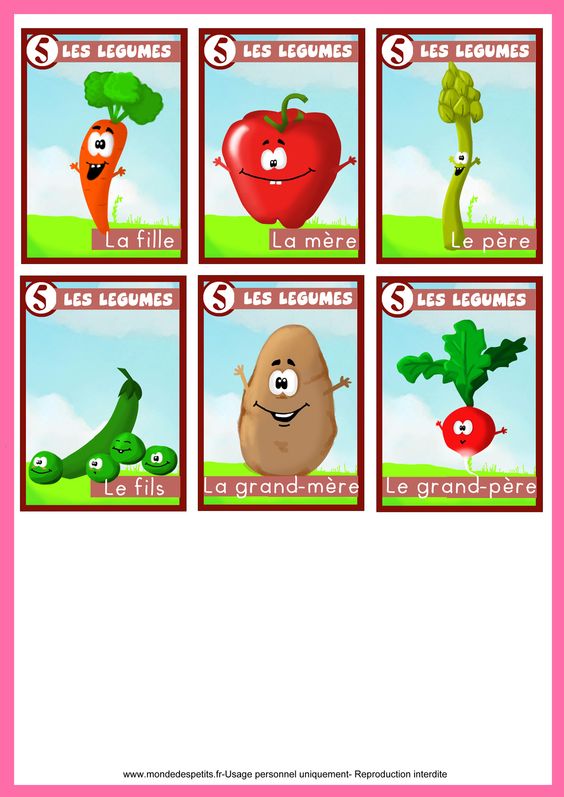 5 LES LEGUMES
La fille
5 LES LEGUMES
La mère
5 LES LEGUMES
Le père
5 LES LEGUMES
Le fils
5 LES LEGUMES
La grand-mère
5 LES LEGUMES
Le grand-père
www.mondedespetits.fr-Usage personnel uniquement- Reproduction interdite